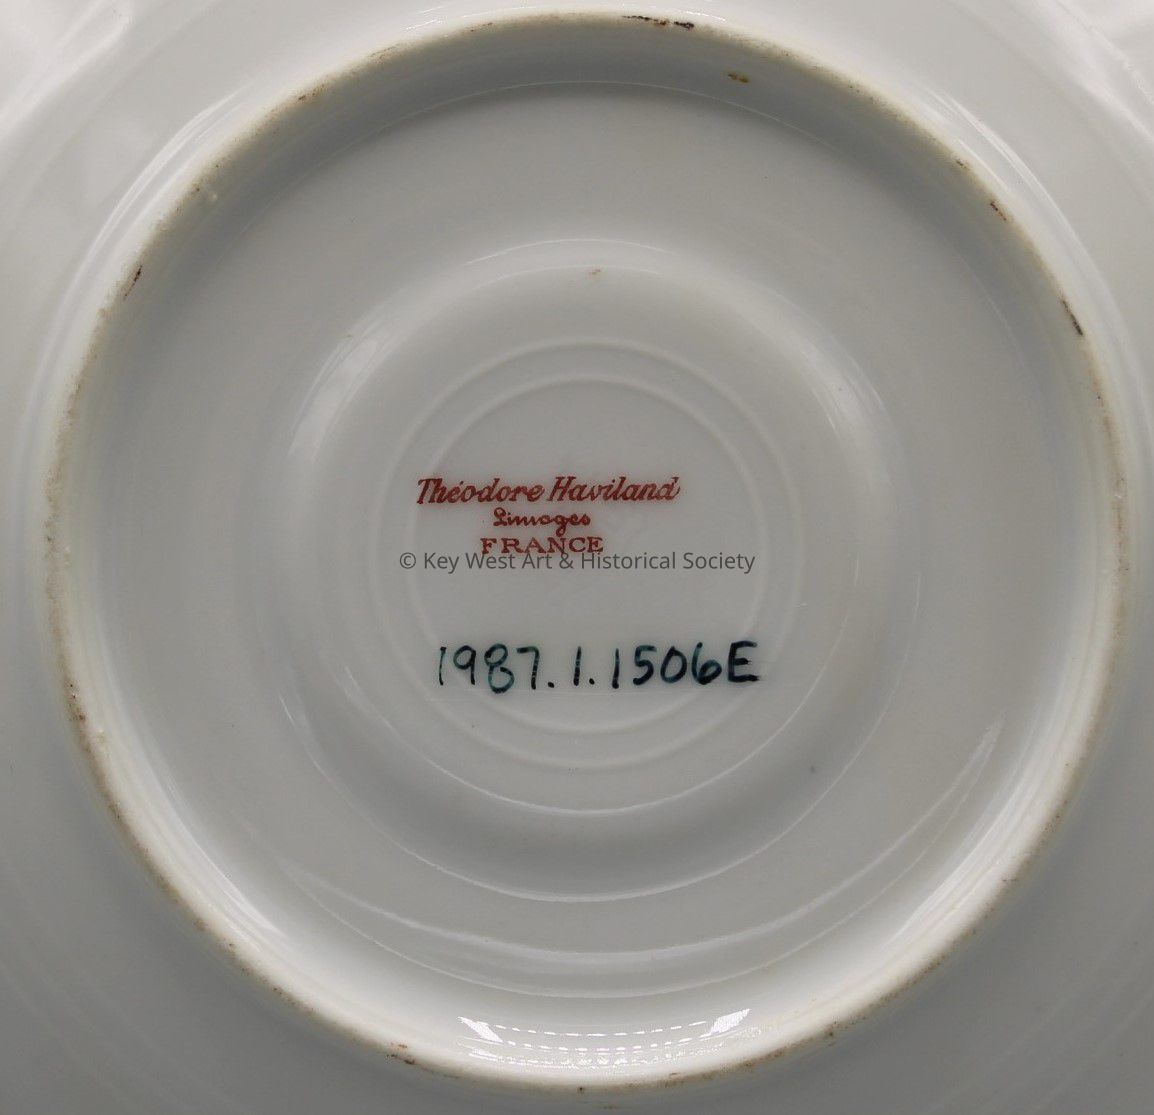 Théodore Haviland
Limoges
FRANCE
© Key West Art & Historical Society
1987.1.1506E